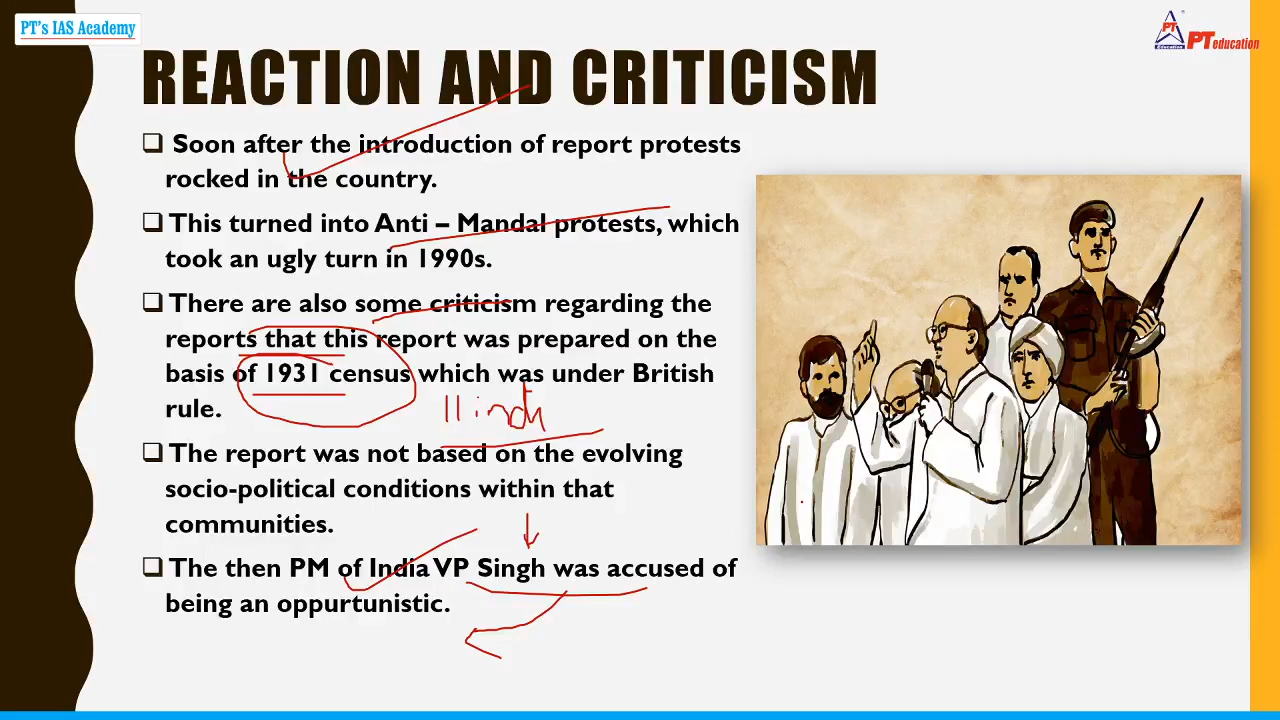 PT's IAS Academy
PT
Education
PT education
REACTION AND CRITICISM
Soon after the introduction of report protests
rocked in the country.
This turned into Anti – Mandal protests, which
took an ugly turn in 1990s.
There are also some criticism regarding the
reports that this report was prepared on the
basis of 1931 census which was under British
rule.
The report was not based on the evolving
socio-political conditions within that
communities.
The then PM of India VP Singh was accused of
being an oppurtunistic.